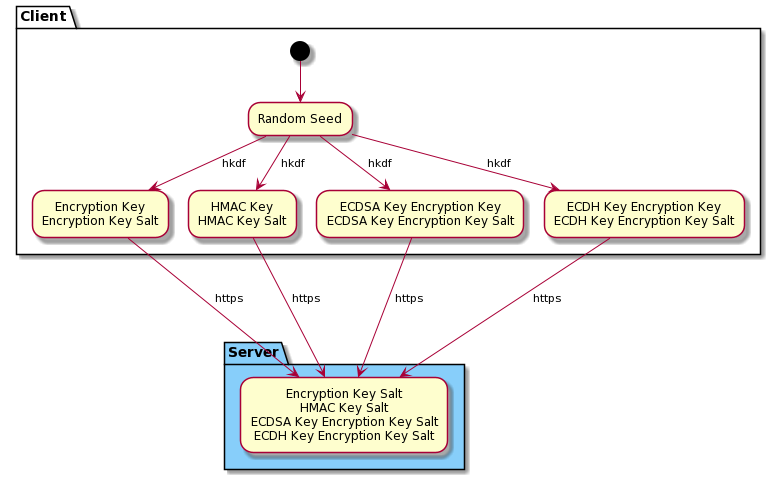 Client
Random Seed
hkdf
hkdf
hkdf
hkdf
Encryption Key
Encryption Key Salt
HMAC Key
HMAC Key Salt
ECDSA Key Encryption Key
ECDSA Key Encryption Key Salt
ECDH Key Encryption Key
ECDH Key Encryption Key Salt
https
https
https
https
Server
Encryption Key Salt
HMAC Key Salt
ECDSA Key Encryption Key Salt
ECDH Key Encryption Key Salt